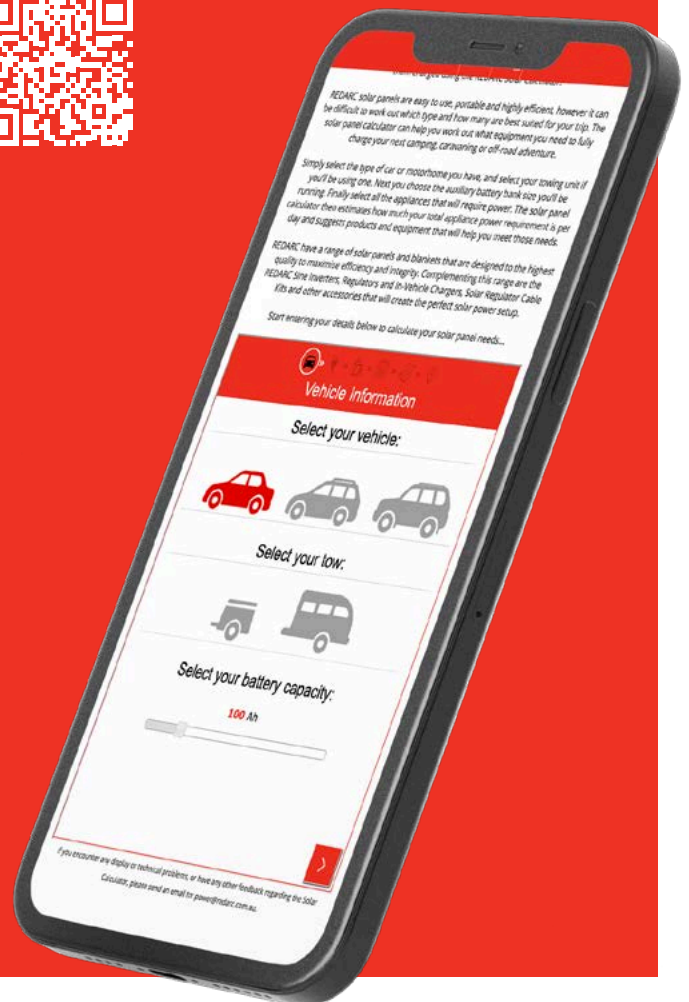 REDARC solar panels are easy to use, portable and highly efficient, however it can
be difficult to work out which type and how many are best suited for your trip. The
solar panel calculator can help you work out what equipment you need to fully
charge your next camping, caravaning or off-road adventure.
Simply select the type of car or motorhome you have, and select your towing unit if
you'll be using one. Next you choose the auxiliary battery bank size you'll be
running. Finally select all the appliances that will require power. The solar panel
calculator then estimates how much your total appliance power requirement is per
day and suggests products and equipment that will help you meet those needs.
REDARC have a range of solar panels and blankets that are designed to the highest
quality to maximise efficiency and integrity. Complementing this range are the
REDARC Sine Inverters, Regulators and In-Vehicle Chargers, Solar Regulator Cable
Kits and other accessories that will create the perfect solar power setup.
Start entering your details below to calculate your solar panel needs...
Vehicle Information
Select your vehicle:
Select your tow:
Select your battery capacity:
100 Ah
If you encounter any display or technical problems, or have any other feedback regarding the Solar
Calculator, please send an email to: power@redarc.com.au.